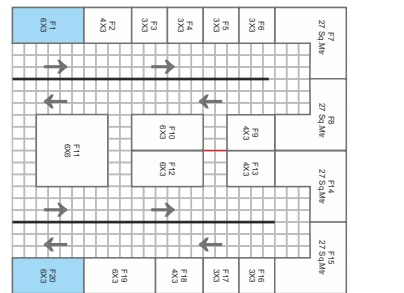 F1
6X3
F2
4X3
F3
3X3
F4
3X3
F5
3X3
F6
3X3
F7
27 Sq.Mtr
F8
27 Sq.Mtr
F9
4X3
F10
6X3
F11
6X6
F12
6X3
F13
4X3
F14
27 Sq.Mtr
F15
27 Sq.Mtr
F20
6X3
F19
6X3
F18
4X3
F17
3X3
F16
3X3